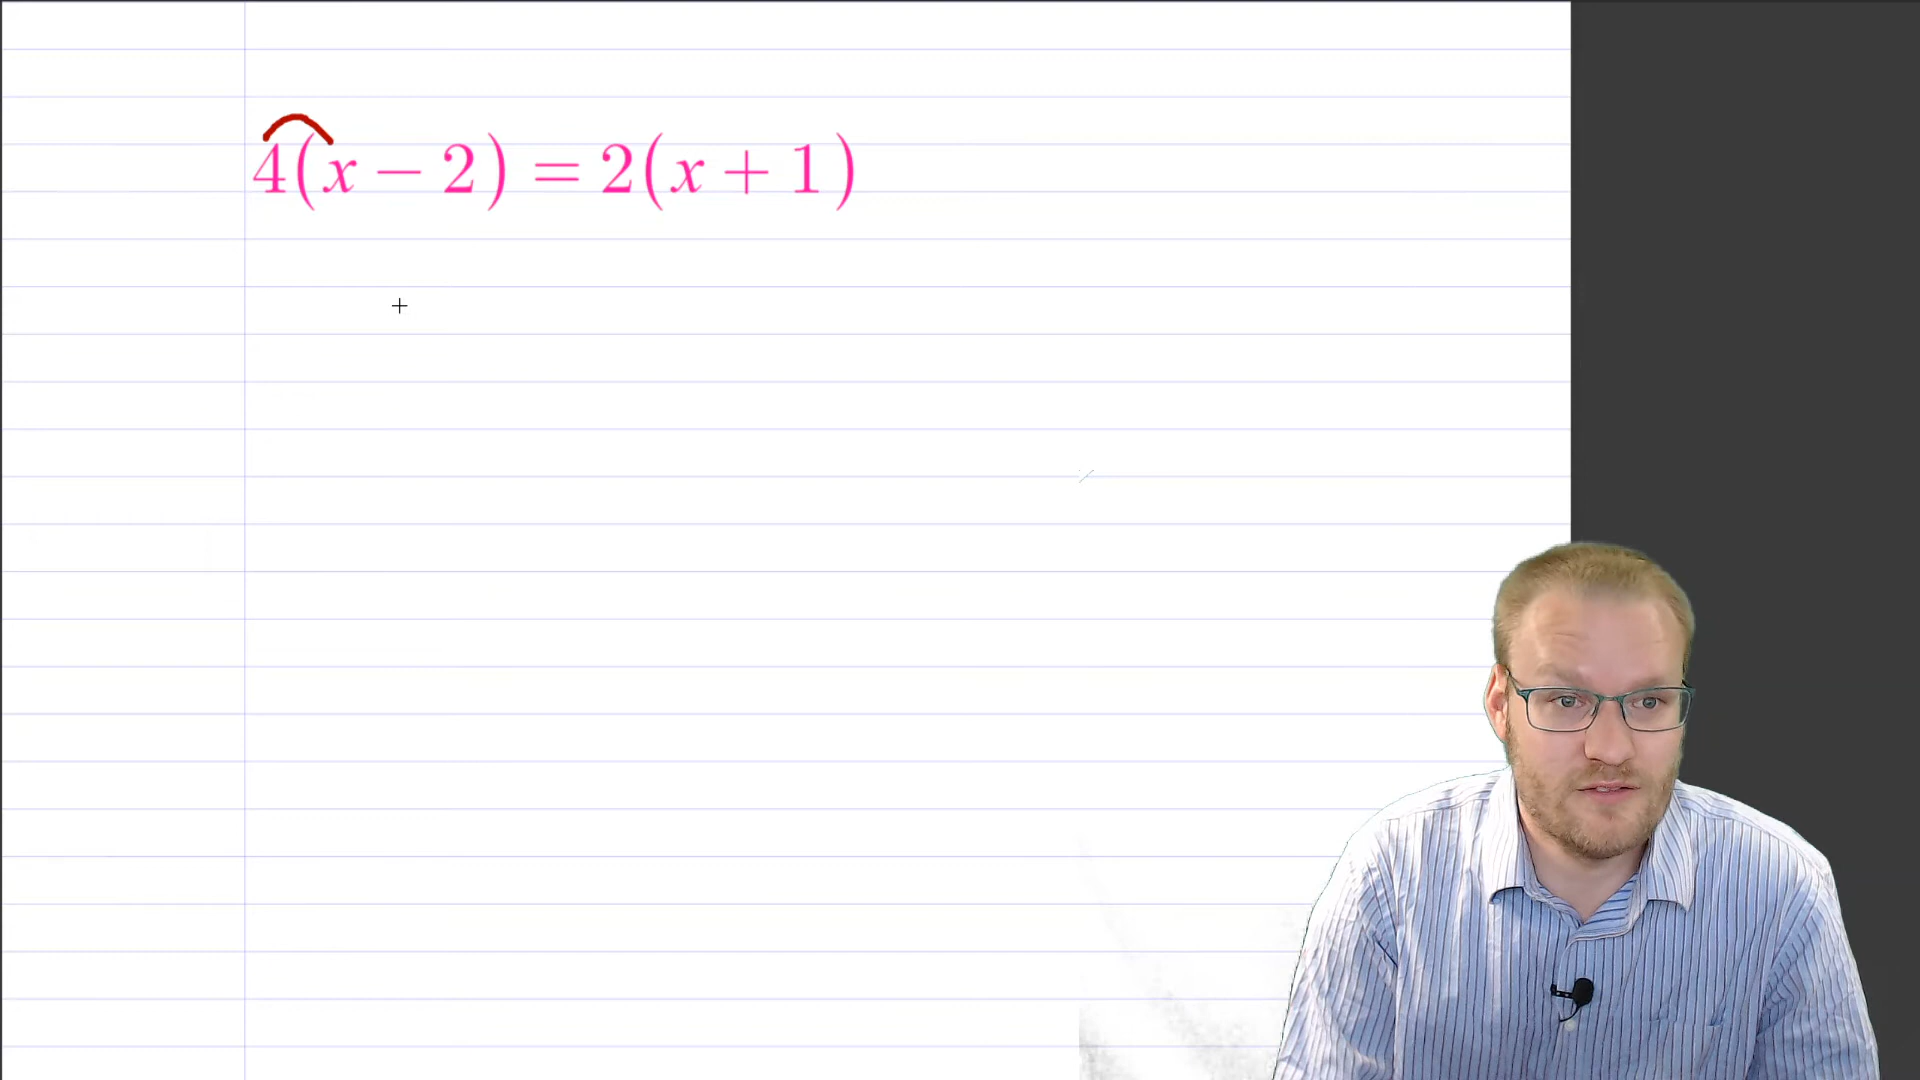 4(x − 2) = 2(x + 1)